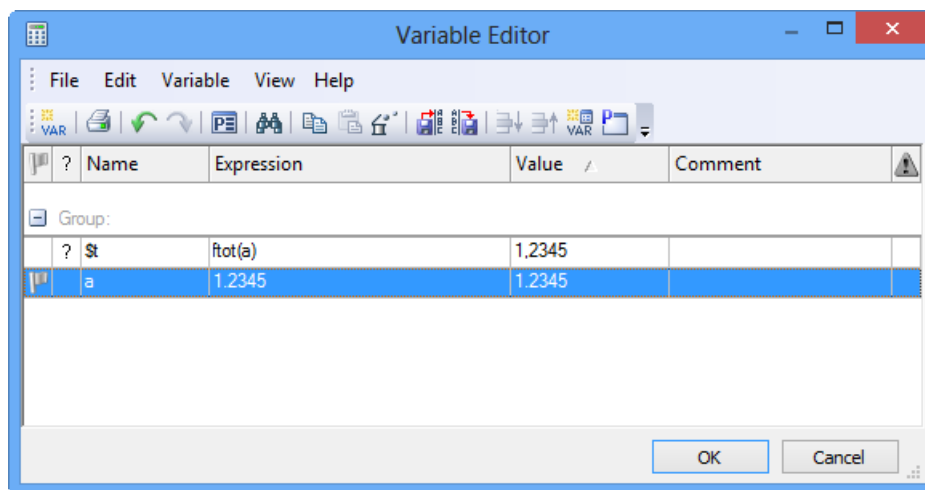 Variable Editor
File Edit Variable View Help
VAR PE VAR P
? Name Expression Value Comment
Group:
? $t ftot(a) 1,2345
a 1.2345 1.2345
OK Cancel